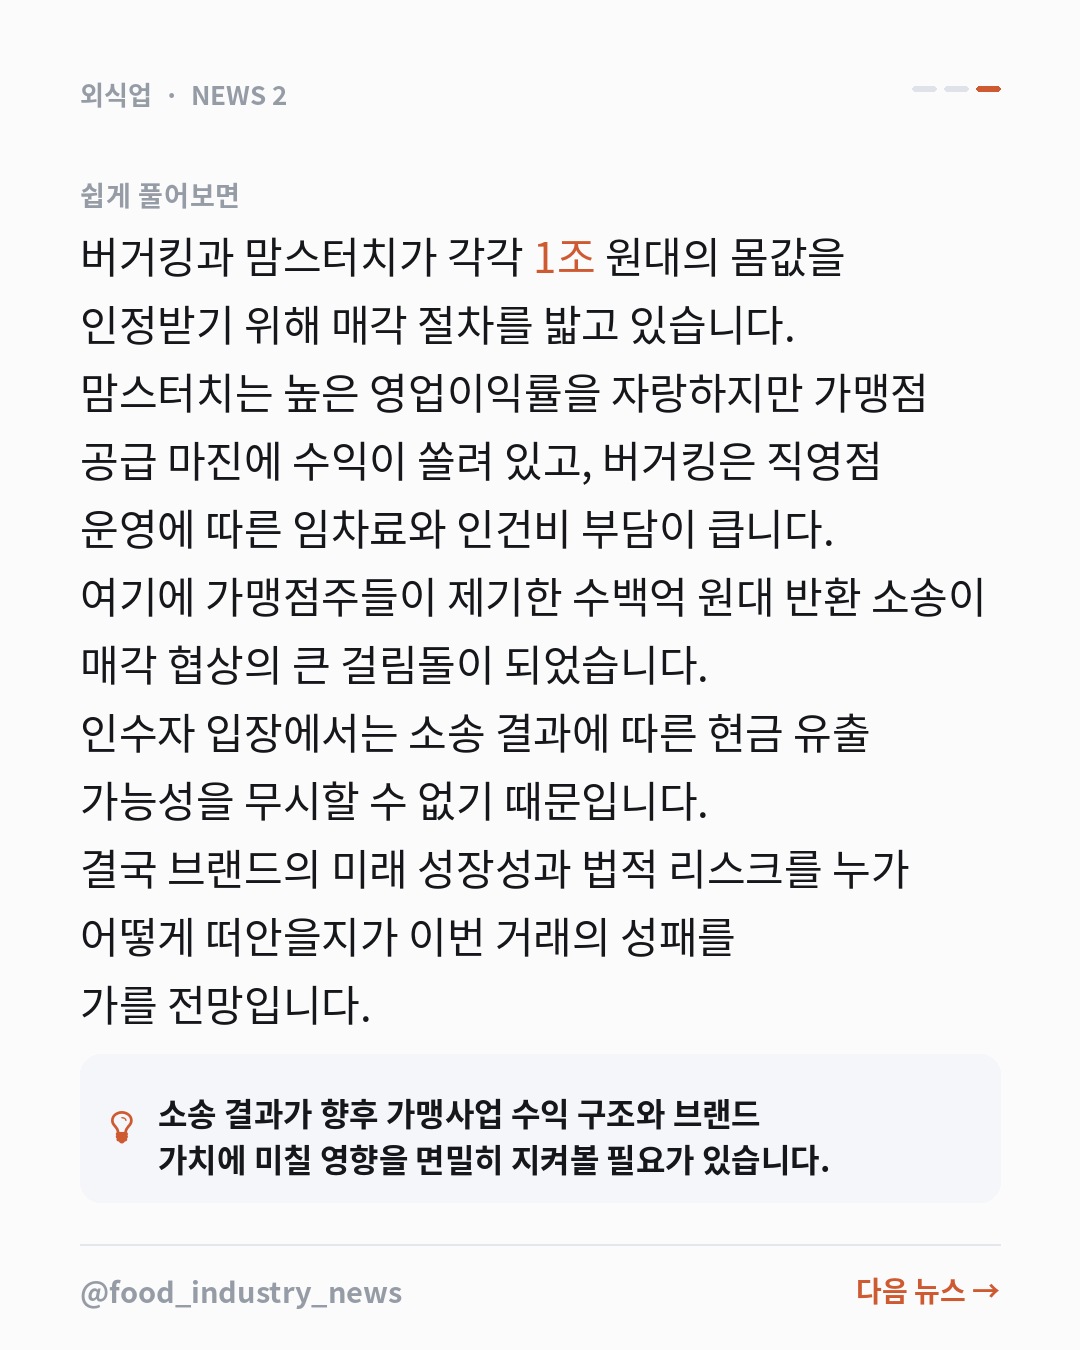 외식업 · NEWS 2
쉽게 풀어보면
버거킹과 맘스터치가 각각 1조 원대의 몸값을
인정받기 위해 매각 절차를 밟고 있습니다.
맘스터치는 높은 영업이익률을 자랑하지만 가맹점
공급 마진에 수익이 쏠려 있고, 버거킹은 직영점
운영에 따른 임차료와 인건비 부담이 큽니다.
여기에 가맹점주들이 제기한 수백억 원대 반환 소송이
매각 협상의 큰 걸림돌이 되었습니다.
인수자 입장에서는 소송 결과에 따른 현금 유출
가능성을 무시할 수 없기 때문입니다.
결국 브랜드의 미래 성장성과 법적 리스크를 누가
어떻게 떠안을지가 이번 거래의 성패를
가를 전망입니다.
소송 결과가 향후 가맹사업 수익 구조와 브랜드
가치에 미칠 영향을 면밀히 지켜볼 필요가 있습니다.
@food_industry_news
다음 뉴스 →